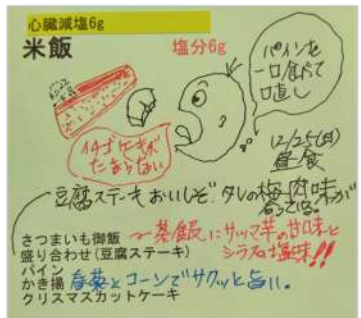 心臓減塩6g
米飯
塩分6g
パインを
一口食べて
口直し
12/25(日)
昼食
イチゴケーキが
たまらない
豆腐ステーキおいしいぞ。タレの梅肉味が
合っている。
さつまいも御飯 〜茶飯にサツマ芋の甘味と
シラスの塩味!!
盛り合わせ(豆腐ステーキ)
パイン
かき揚 春菜とコーンでサクッと旨い。
クリスマスカットケーキ